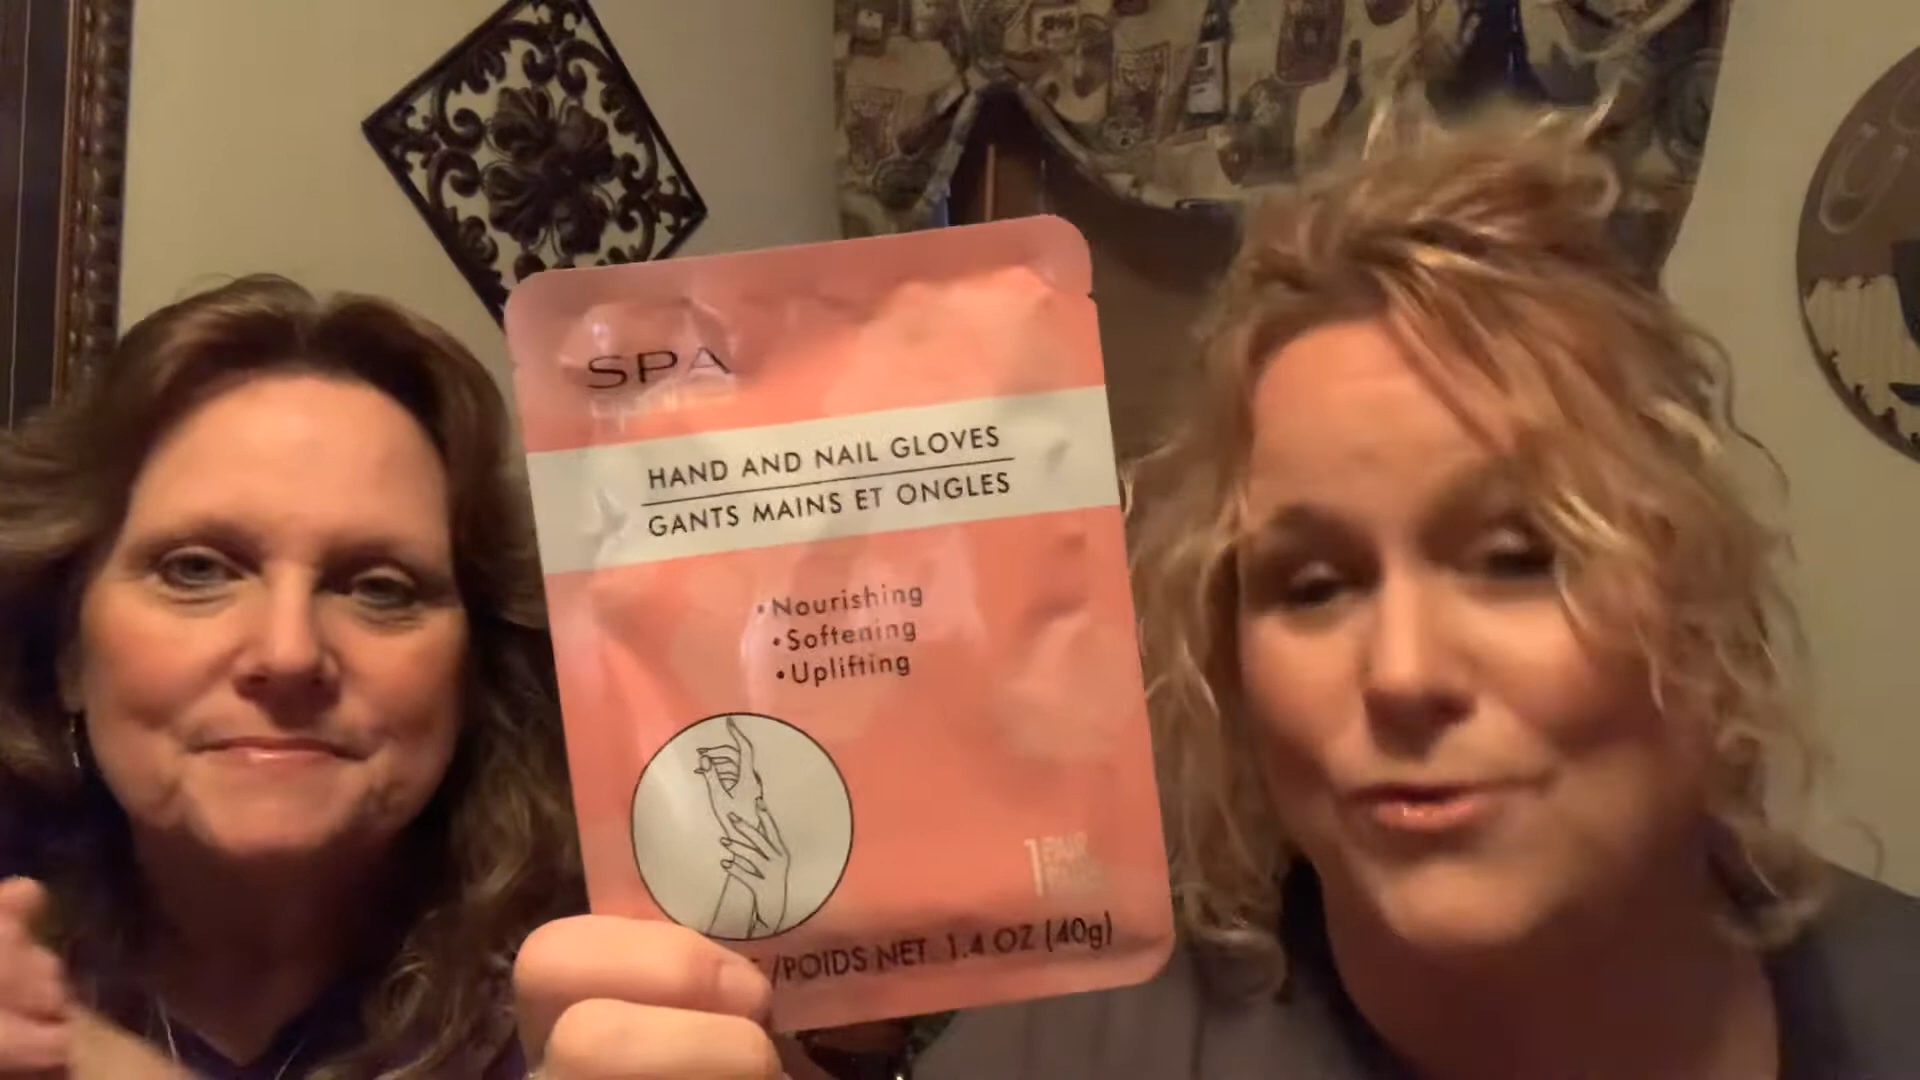 SPA
HAND AND NAIL GLOVES
GANTS MAINS ET ONGLES
•Nourishing
•Softening
•Uplifting
1 PAIR
/POIDS NET. 1.4 OZ (40g)